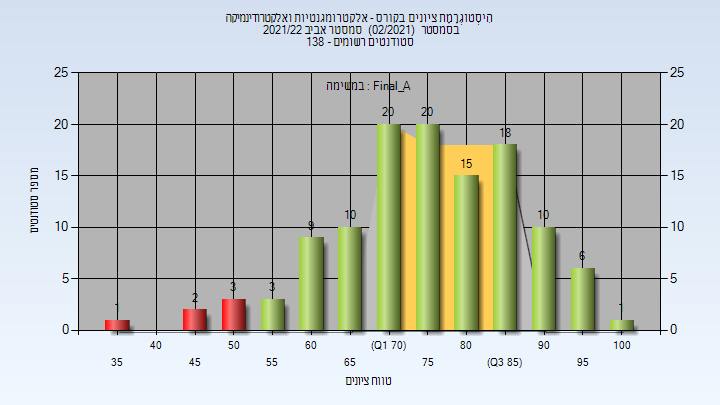 היסטוגרמת ציונים בקורס - אלקטרומגנטיות ואלקטרודינמיקה
בסמסטר (02/2021) סמסטר אביב 2021/22
סטודנטים רשומים - 138
במשימה : Final_A
25 25
20 20
15 15
10 10
5 5
0 0
מספר סטודנטים
1 2 3 3 9 10 20 20 15 18 10 6 1
40 50 60 (Q1 70) 80 90 100
35 45 55 65 75 (Q3 85) 95
טווח ציונים